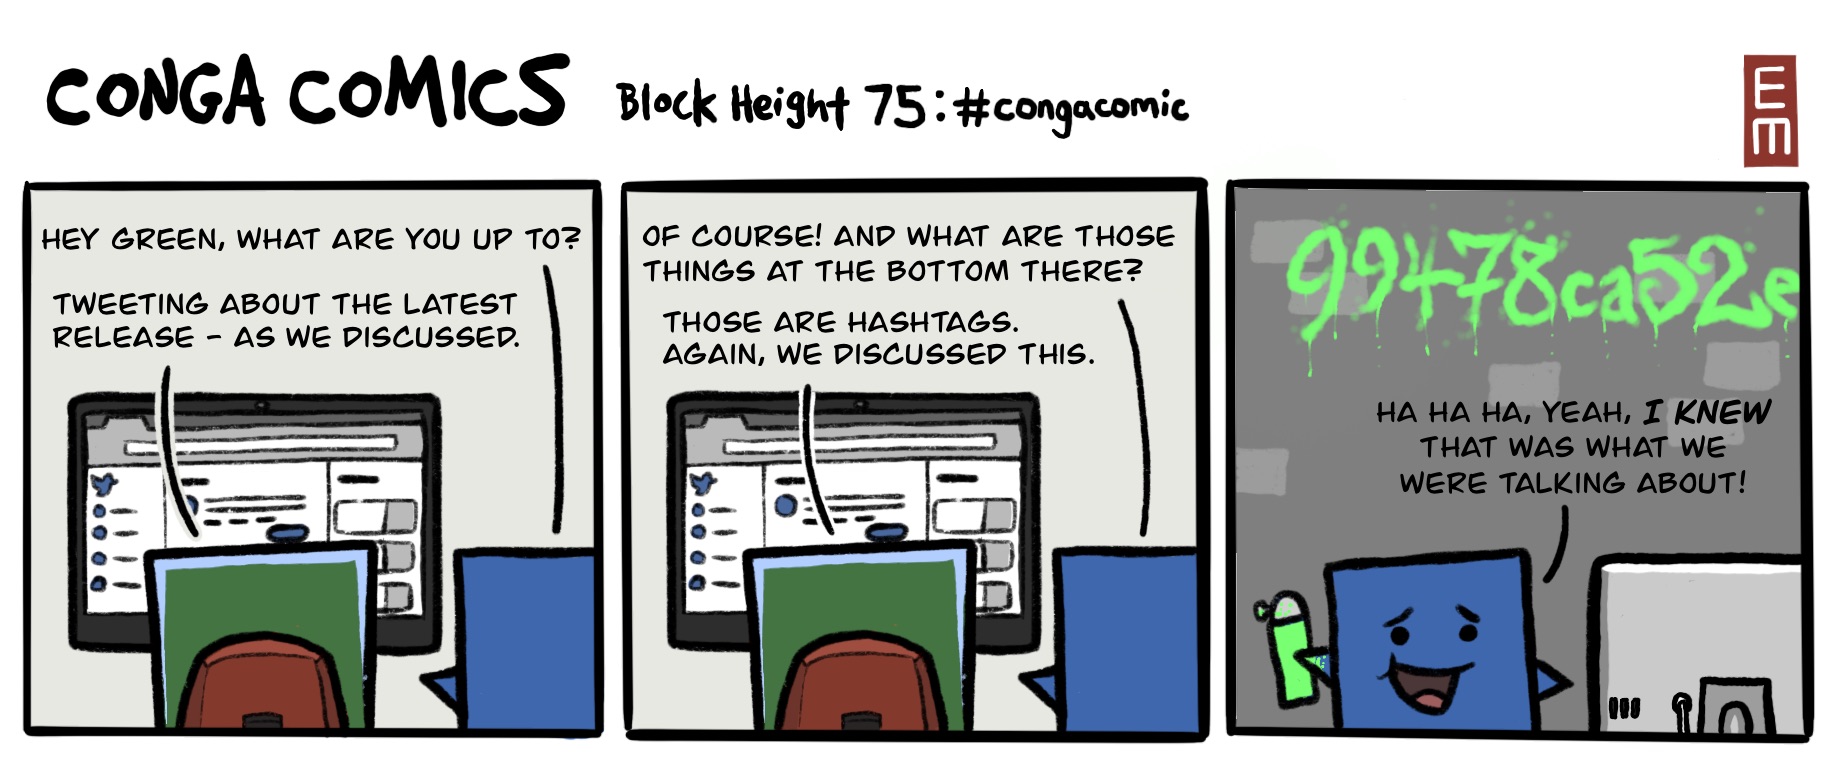 CONGA COMICS
Block Height 75: #congacomic
EM
HEY GREEN, WHAT ARE YOU UP TO?
TWEETING ABOUT THE LATEST
RELEASE - AS WE DISCUSSED.
OF COURSE! AND WHAT ARE THOSE
THINGS AT THE BOTTOM THERE?
THOSE ARE HASHTAGS.
AGAIN, WE DISCUSSED THIS.
99478ca52e
HA HA HA, YEAH, I KNEW
THAT WAS WHAT WE
WERE TALKING ABOUT!